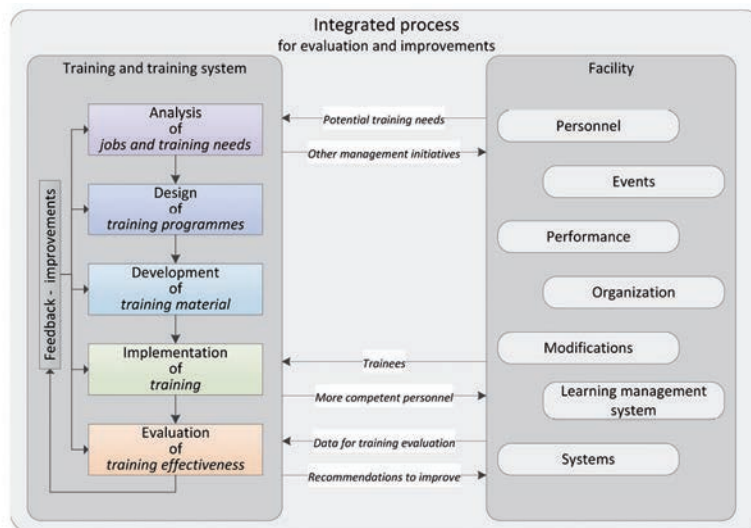 Integrated process
for evaluation and improvements
Training and training system
Analysis
of
jobs and training needs
Design
of
training programmes
Development
of
training material
Implementation
of
training
Evaluation
of
training effectiveness
Feedback - improvements
Potential training needs
Other management initiatives
Trainees
More competent personnel
Data for training evaluation
Recommendations to improve
Facility
Personnel
Events
Performance
Organization
Modifications
Learning management
system
Systems